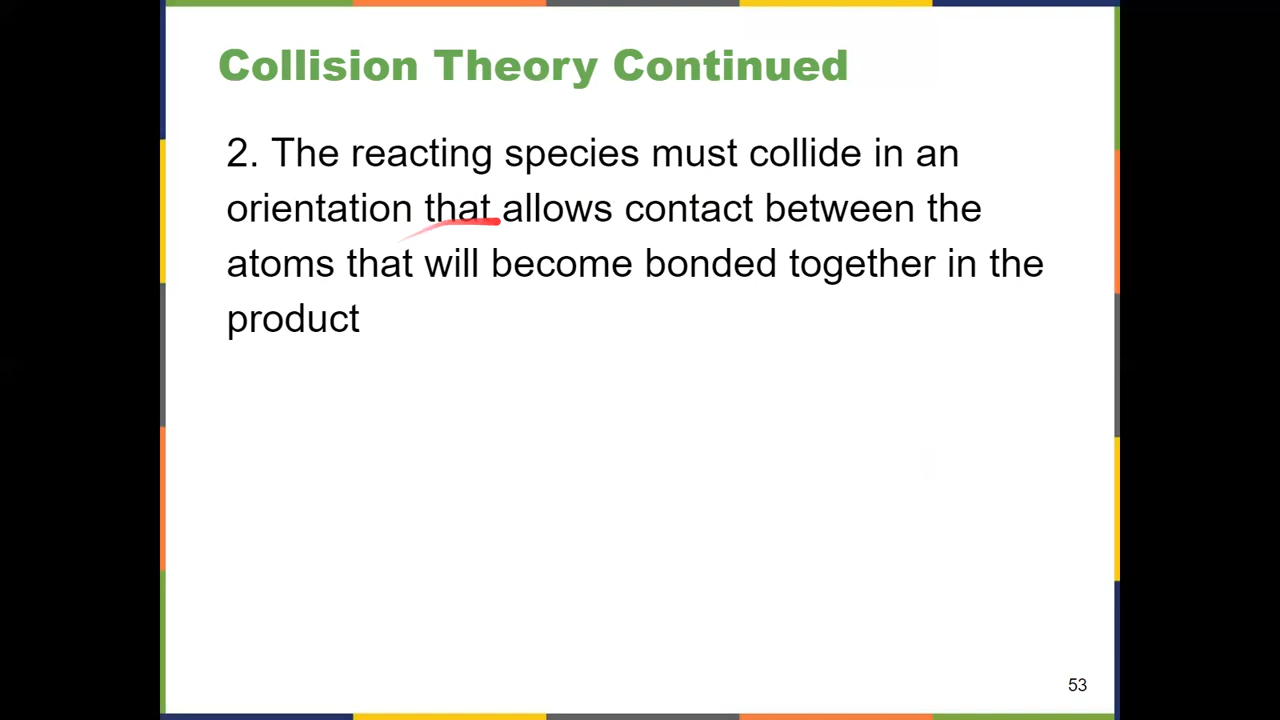 Collision Theory Continued
2. The reacting species must collide in an
orientation that allows contact between the
atoms that will become bonded together in the
product
53